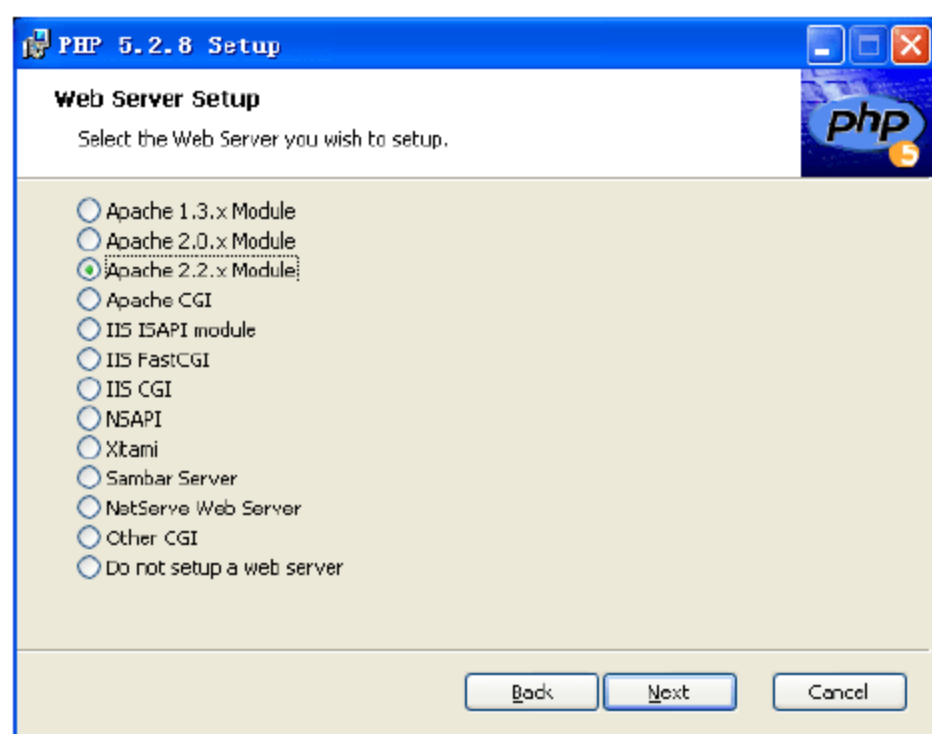 PHP 5.2.8 Setup
Web Server Setup
Select the Web Server you wish to setup.
php
5
Apache 1.3.x Module
Apache 2.0.x Module
Apache 2.2.x Module
Apache CGI
IIS ISAPI module
IIS FastCGI
IIS CGI
NSAPI
Xitami
Sambar Server
NetServe Web Server
Other CGI
Do not setup a web server
Back Next Cancel